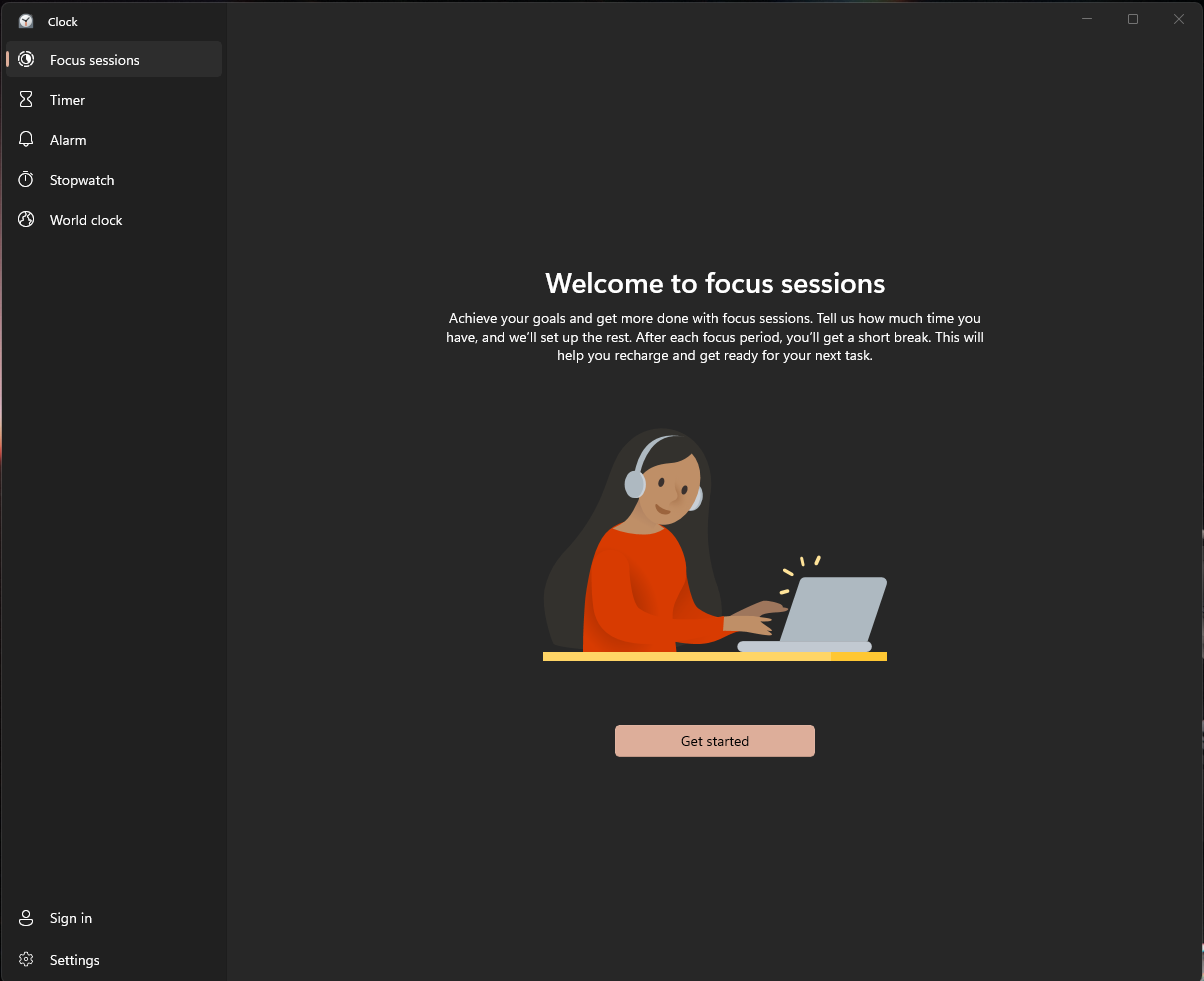 Clock
Focus sessions
Timer
Alarm
Stopwatch
World clock
Welcome to focus sessions
Achieve your goals and get more done with focus sessions. Tell us how much time you
have, and we’ll set up the rest. After each focus period, you’ll get a short break. This will
help you recharge and get ready for your next task.
Get started
Sign in
Settings